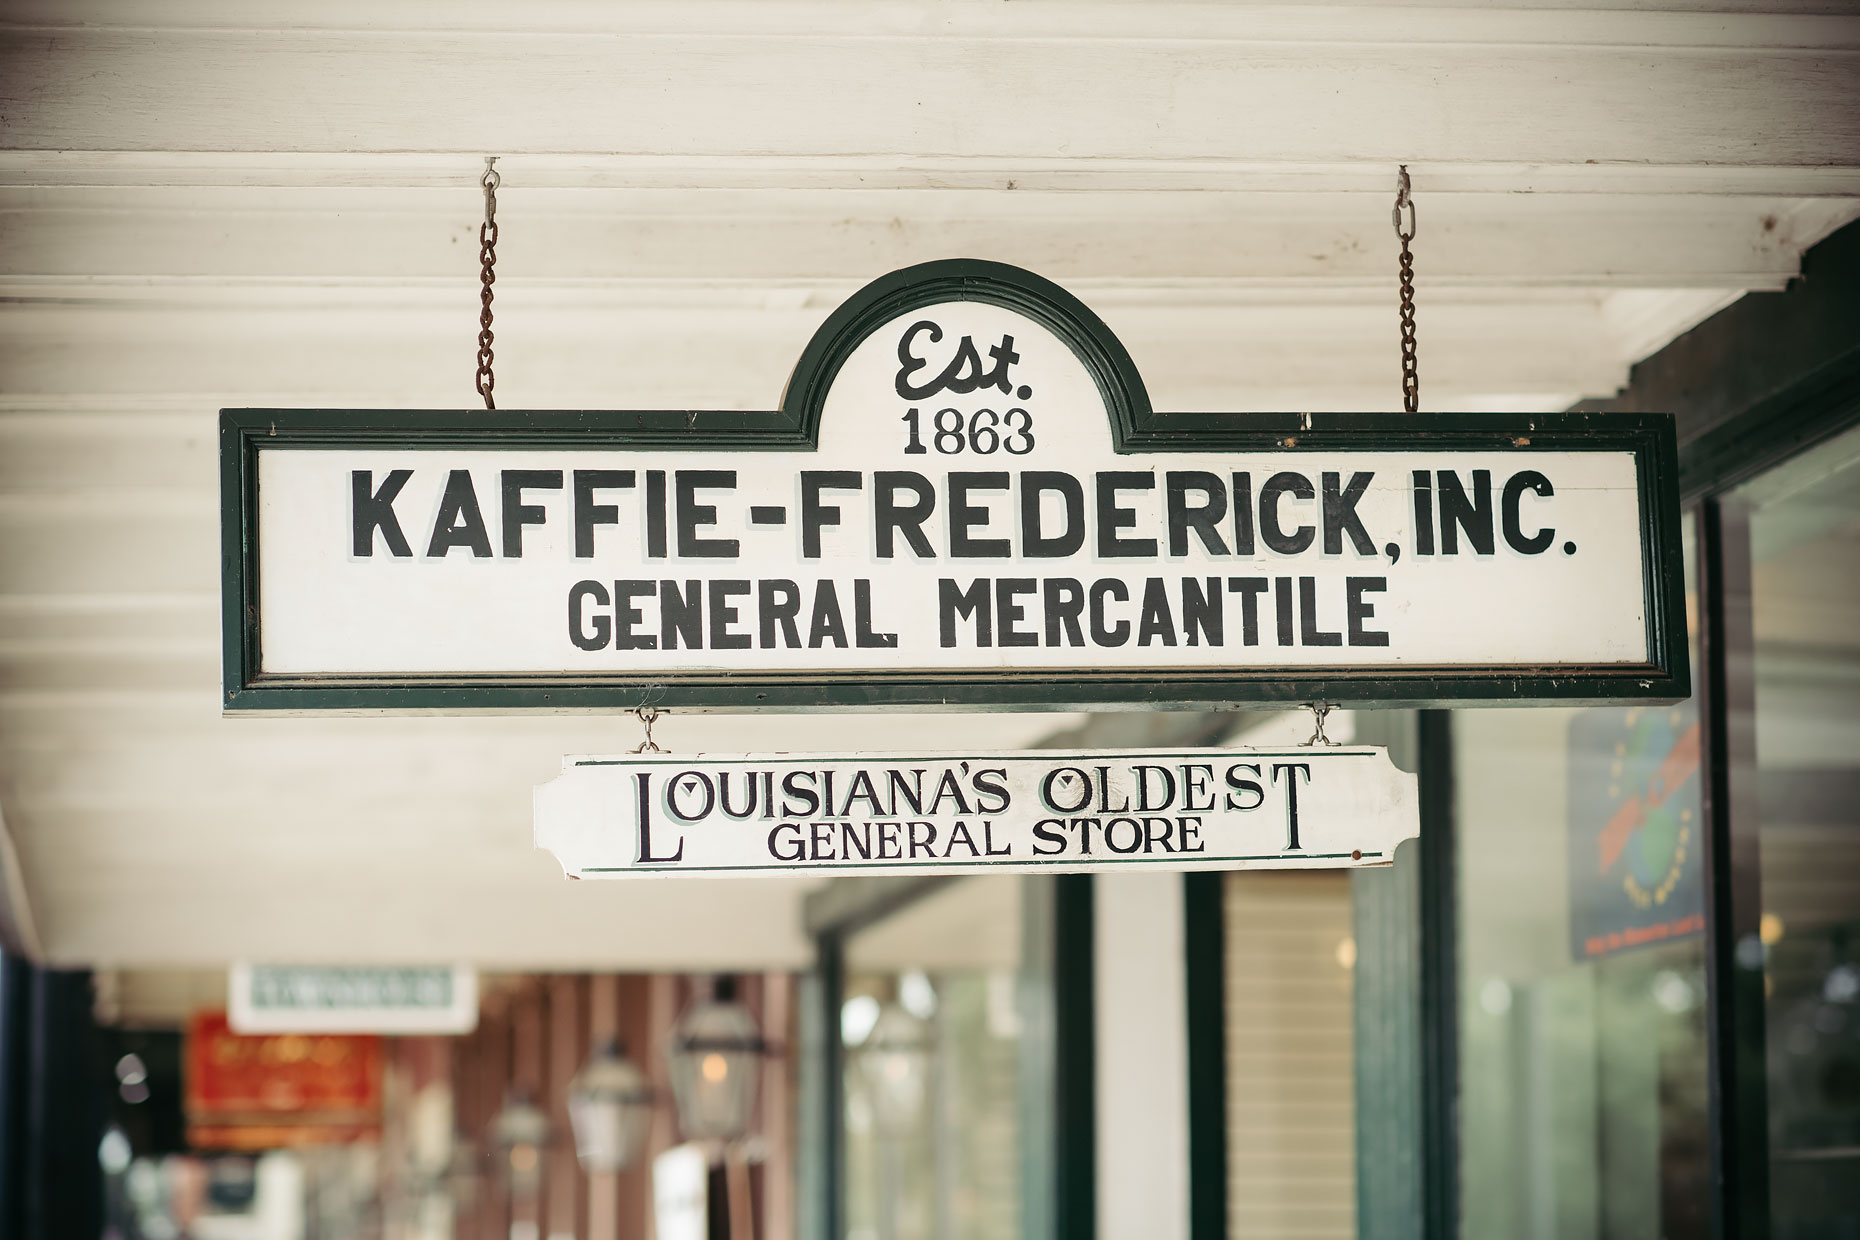 Est.
1863
KAFFIE-FREDERICK, INC.
GENERAL MERCANTILE
LOUISIANA'S OLDEST
GENERAL STORE